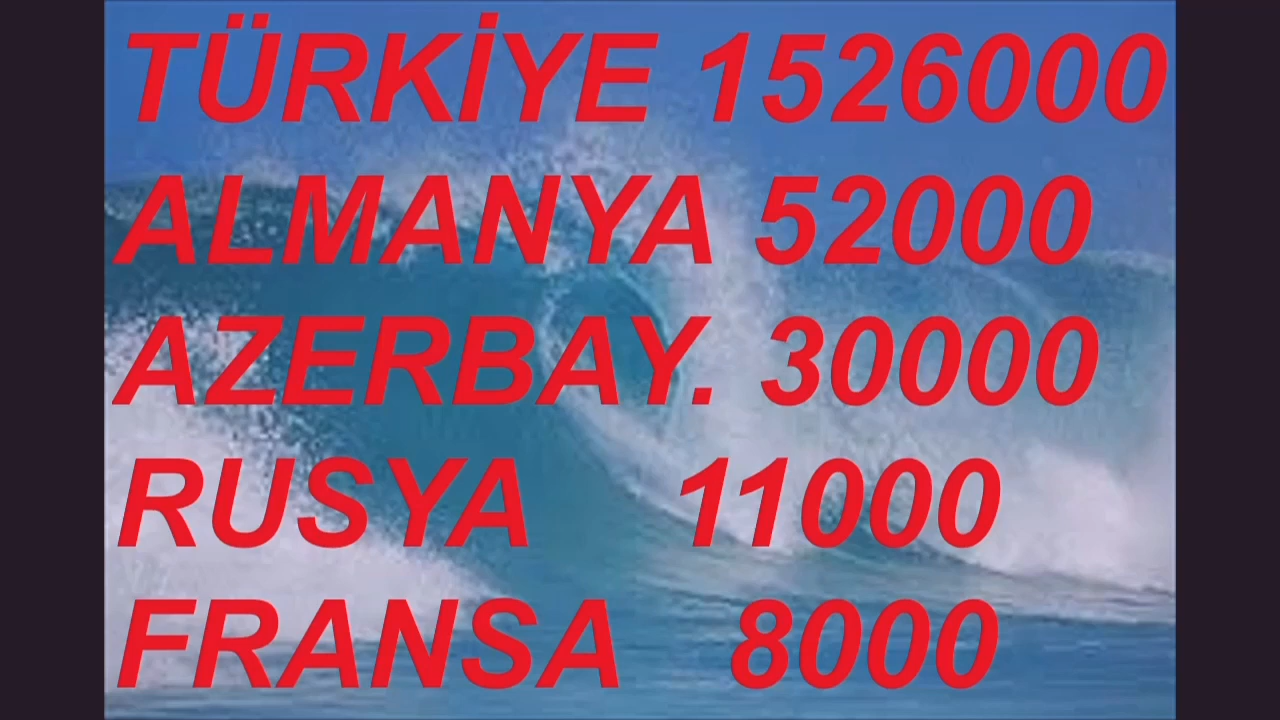 TÜRKİYE 1526000
ALMANYA 52000
AZERBAY. 30000
RUSYA 11000
FRANSA 8000